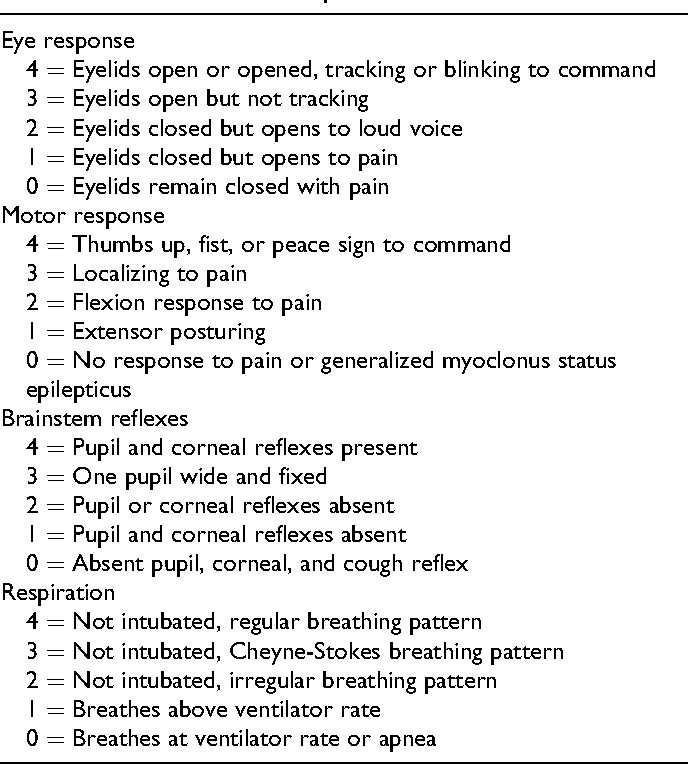 Eye response
4 = Eyelids open or opened, tracking or blinking to command
3 = Eyelids open but not tracking
2 = Eyelids closed but opens to loud voice
1 = Eyelids closed but opens to pain
0 = Eyelids remain closed with pain
Motor response
4 = Thumbs up, fist, or peace sign to command
3 = Localizing to pain
2 = Flexion response to pain
1 = Extensor posturing
0 = No response to pain or generalized myoclonus status
epilepticus
Brainstem reflexes
4 = Pupil and corneal reflexes present
3 = One pupil wide and fixed
2 = Pupil or corneal reflexes absent
1 = Pupil and corneal reflexes absent
0 = Absent pupil, corneal, and cough reflex
Respiration
4 = Not intubated, regular breathing pattern
3 = Not intubated, Cheyne-Stokes breathing pattern
2 = Not intubated, irregular breathing pattern
1 = Breathes above ventilator rate
0 = Breathes at ventilator rate or apnea